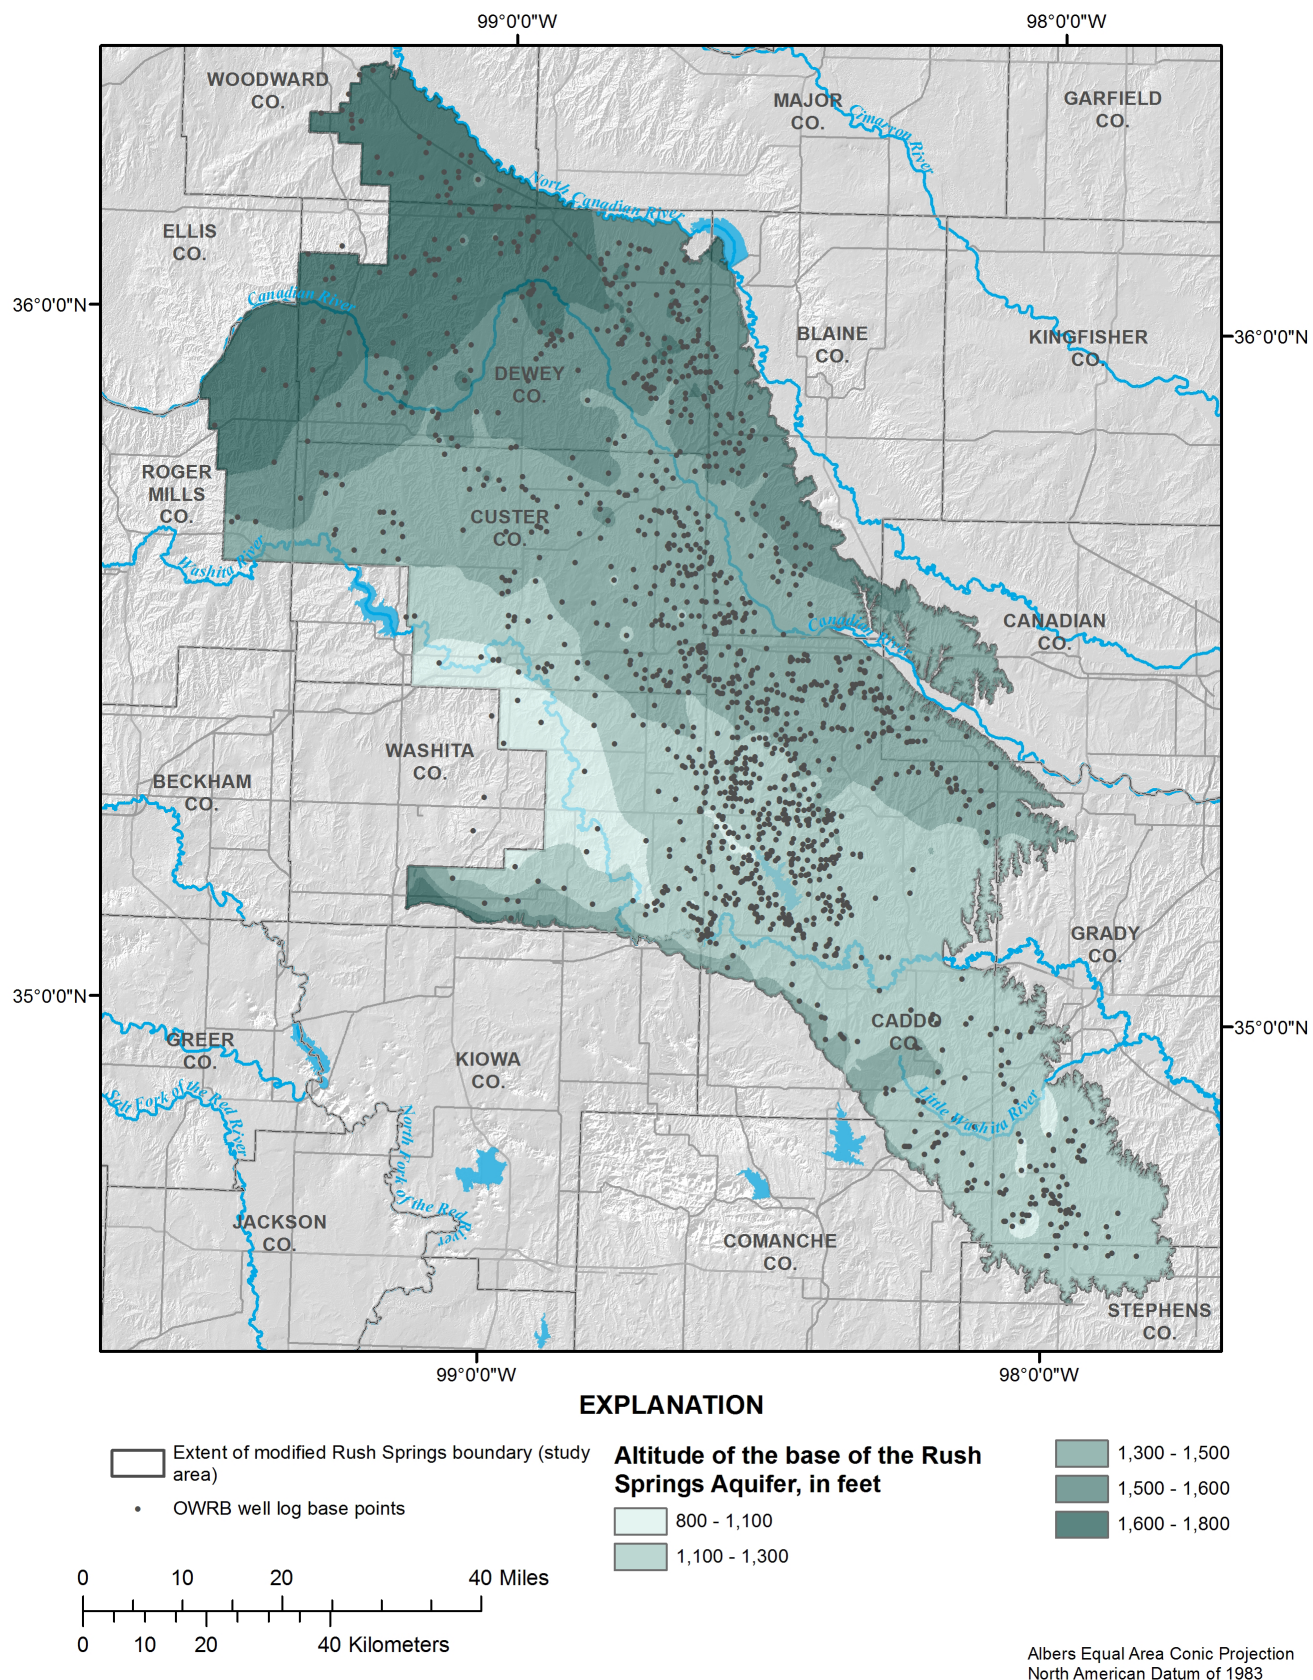 99°0'0"W
98°0'0"W
WOODWARD
CO.
MAJOR
CO.
GARFIELD
CO.
Cimarron River
North Canadian River
ELLIS
CO.
Canadian River
36°0'0"N
36°0'0"N
BLAINE
CO.
KINGFISHER
CO.
DEWEY
CO.
ROGER
MILLS
CO.
CUSTER
CO.
Washita River
Canadian River
CANADIAN
CO.
WASHITA
CO.
BECKHAM
CO.
GRADY
CO.
35°0'0"N
35°0'0"N
CADDO
CO.
GREER
CO.
KIOWA
CO.
Salt Fork of the Red River
Little Washita River
North Fork of the Red River
JACKSON
CO.
COMANCHE
CO.
STEPHENS
CO.
99°0'0"W
98°0'0"W
EXPLANATION
Extent of modified Rush Springs boundary (study
area)
OWRB well log base points
Altitude of the base of the Rush
Springs Aquifer, in feet
800 - 1,100
1,100 - 1,300
1,300 - 1,500
1,500 - 1,600
1,600 - 1,800
0 10 20 40 Miles
0 10 20 40 Kilometers
Albers Equal Area Conic Projection
North American Datum of 1983